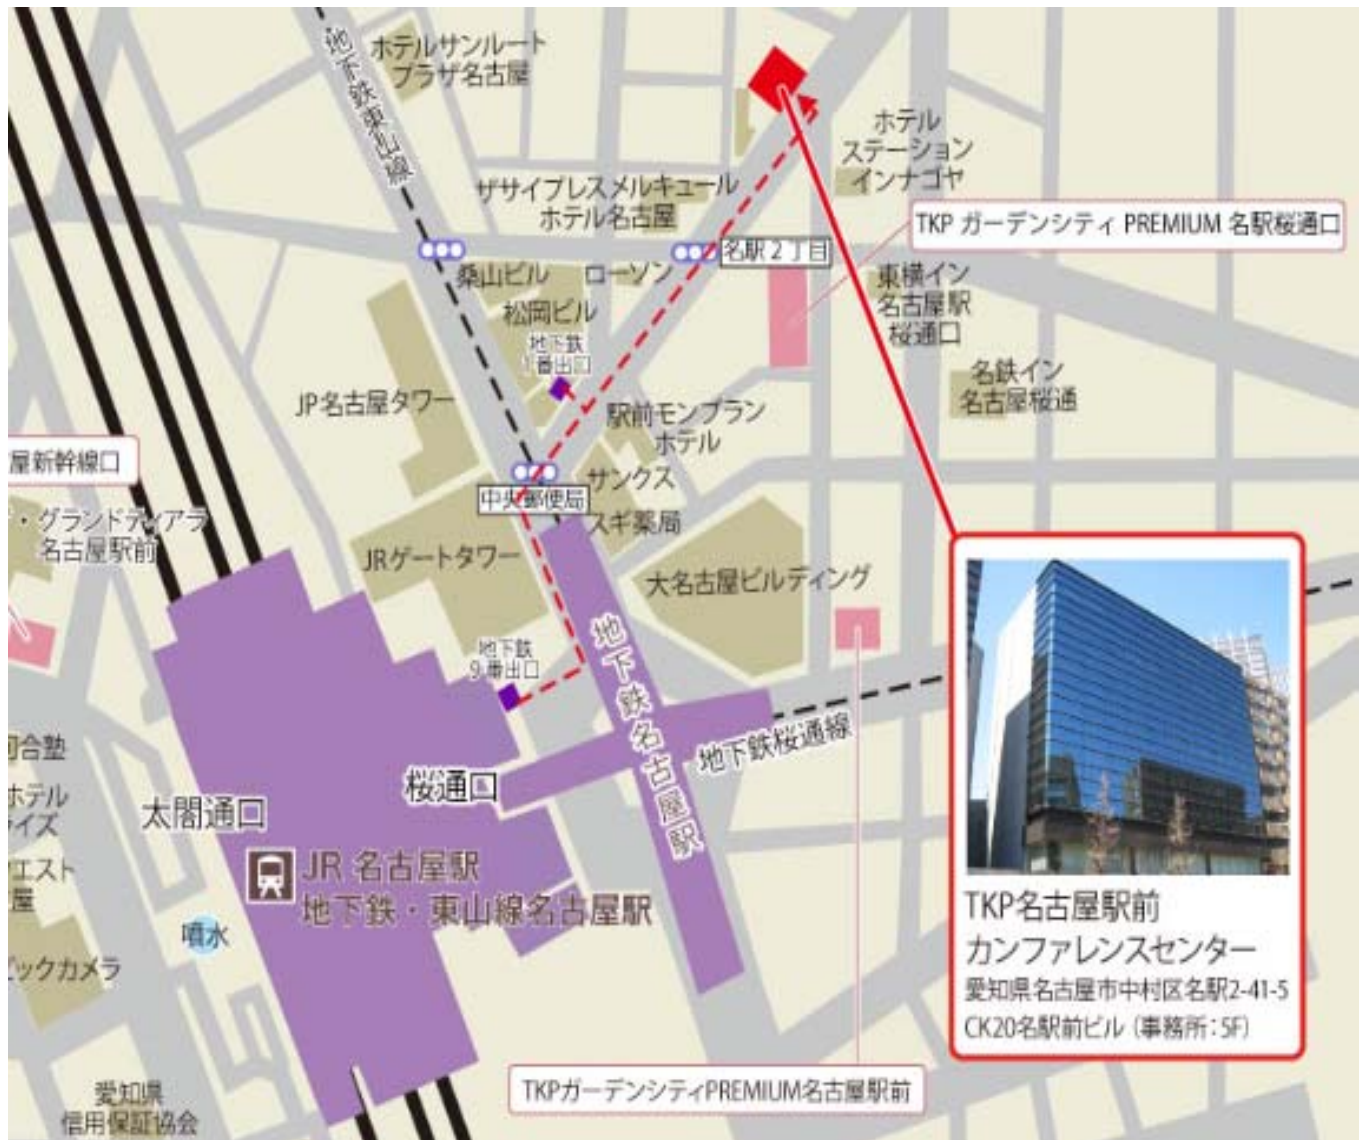 地下鉄東山線
ホテルサンルート
プラザ名古屋
ホテル
ステーション
インナゴヤ
ザサイプレスメルキュール
ホテル名古屋
TKP ガーデンシティ PREMIUM 名駅桜通口
名駅2丁目
桑山ビル
ローソン
松岡ビル
東横イン
名古屋駅
桜通口
地下鉄
1番出口
名鉄イン
名古屋桜通
JP名古屋タワー
駅前モンブラン
ホテル
屋新幹線口
サンクス
中央郵便局
スギ薬局
・グランドティアラ
名古屋駅前
JRゲートタワー
大名古屋ビルディング
地下鉄
9番出口
地下鉄名古屋駅
地下鉄桜通線
合塾
桜通口
ホテル
イズ
太閤通口
エスト
屋
JR 名古屋駅
地下鉄・東山線名古屋駅
噴水
ックカメラ
TKP名古屋駅前
カンファレンスセンター
愛知県名古屋市中村区名駅2-41-5
CK20名駅前ビル (事務所：5F)
TKPガーデンシティPREMIUM名古屋駅前
愛知県
信用保証協会